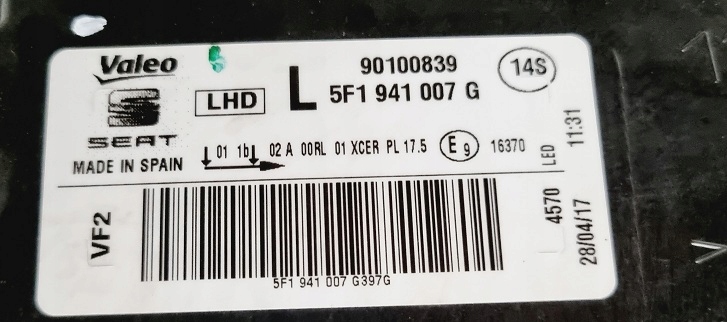 Valeo
SEAT
MADE IN SPAIN
LHD
L
90100839
5F1 941 007 G
14S
01 1b 02 A 00RL 01 XCER PL 17.5 E9 16370
LED 11:31
VF2
5F1 941 007 G397G
4570
28/04/17